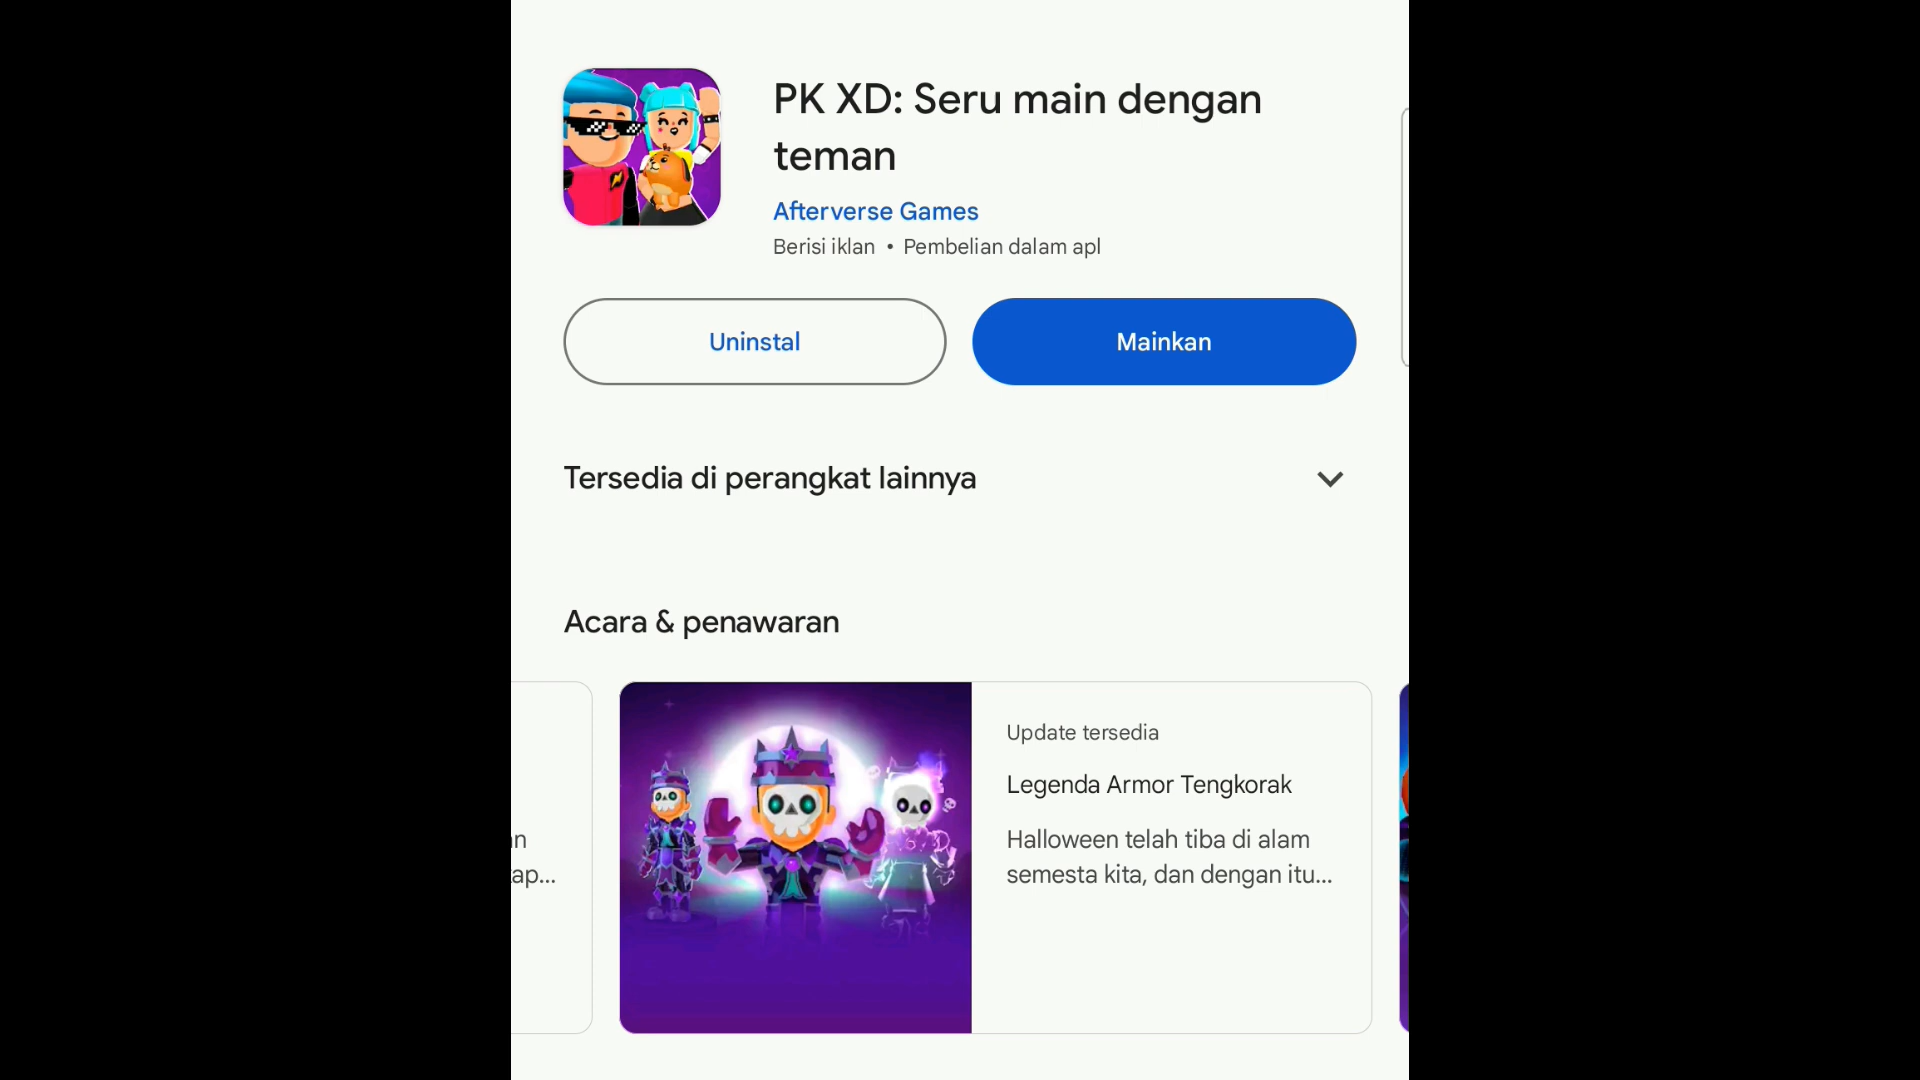 PK XD: Seru main dengan
teman
Afterverse Games
Berisi iklan • Pembelian dalam apl
Uninstal
Mainkan
Tersedia di perangkat lainnya
Acara & penawaran
ap...
Update tersedia
Legenda Armor Tengkorak
Halloween telah tiba di alam
semesta kita, dan dengan itu...